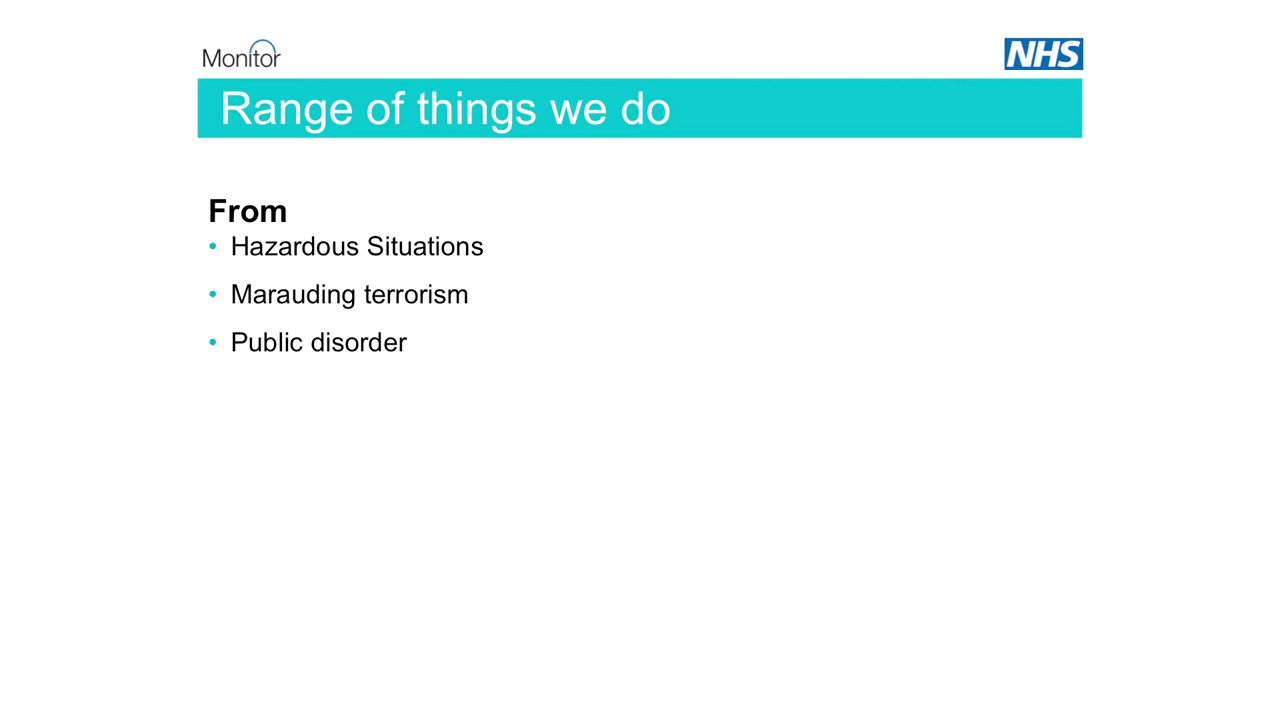 Monitor
NHS
Range of things we do
From
• Hazardous Situations
• Marauding terrorism
• Public disorder